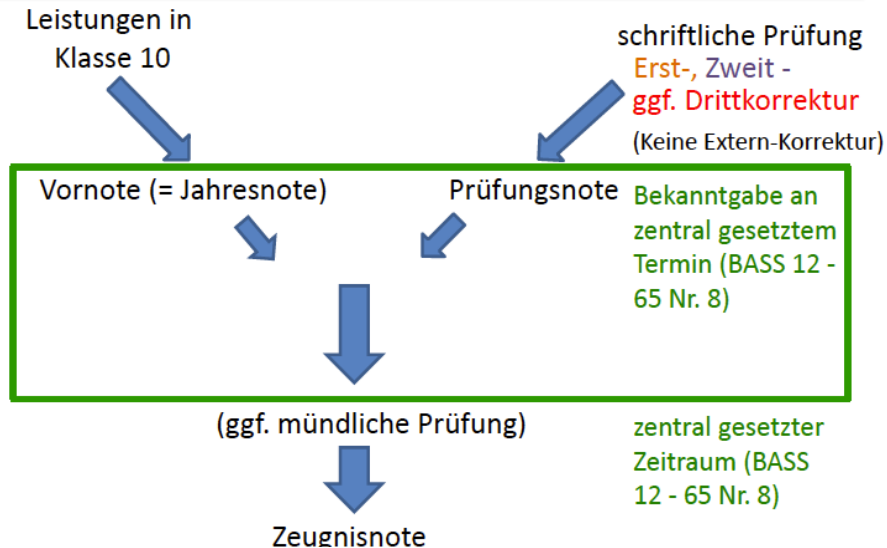 Leistungen in
Klasse 10
schriftliche Prüfung
Erst-, Zweit -
ggf. Drittkorrektur
(Keine Extern-Korrektur)
Vornote (= Jahresnote)
Prüfungsnote
Bekanntgabe an
zentral gesetztem
Termin (BASS 12 -
65 Nr. 8)
(ggf. mündliche Prüfung)
zentral gesetzter
Zeitraum (BASS
12 - 65 Nr. 8)
Zeugnisnote